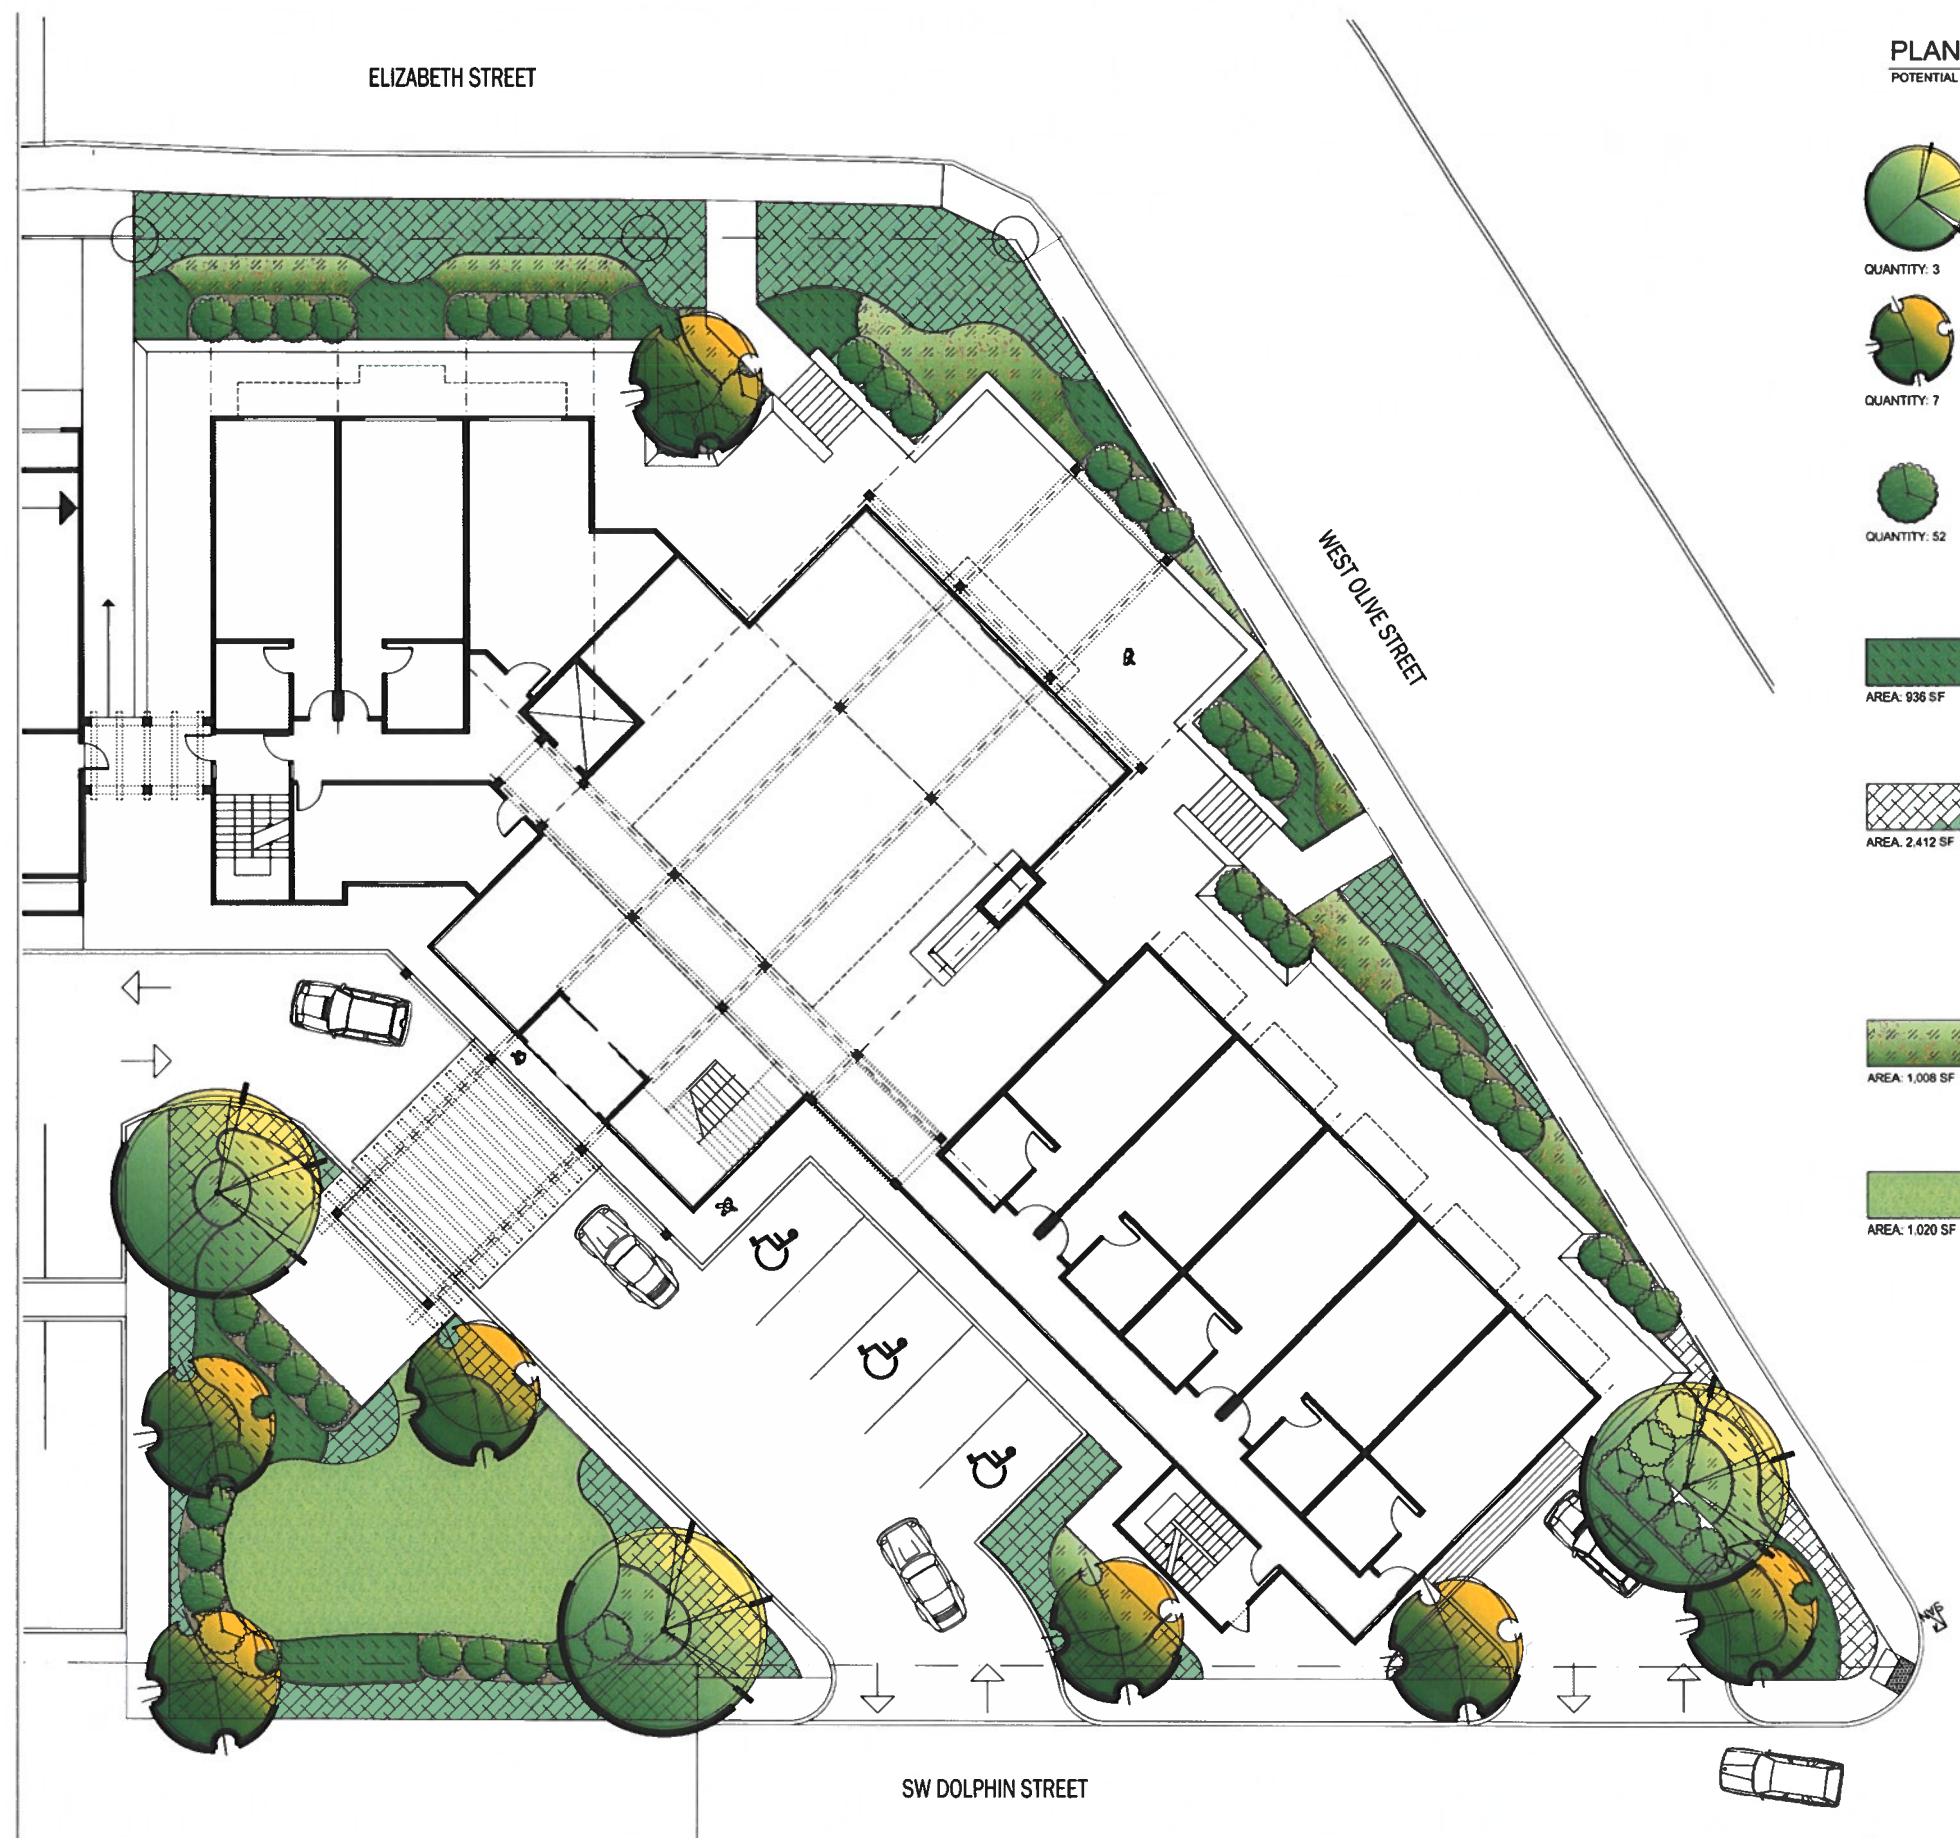 ELIZABETH STREET
PLAN
POTENTIAL
QUANTITY: 3
QUANTITY: 7
QUANTITY: 52
WEST OLIVE STREET
AREA: 936 SF
AREA. 2,412 SF
AREA: 1,008 SF
AREA: 1,020 SF
SW DOLPHIN STREET